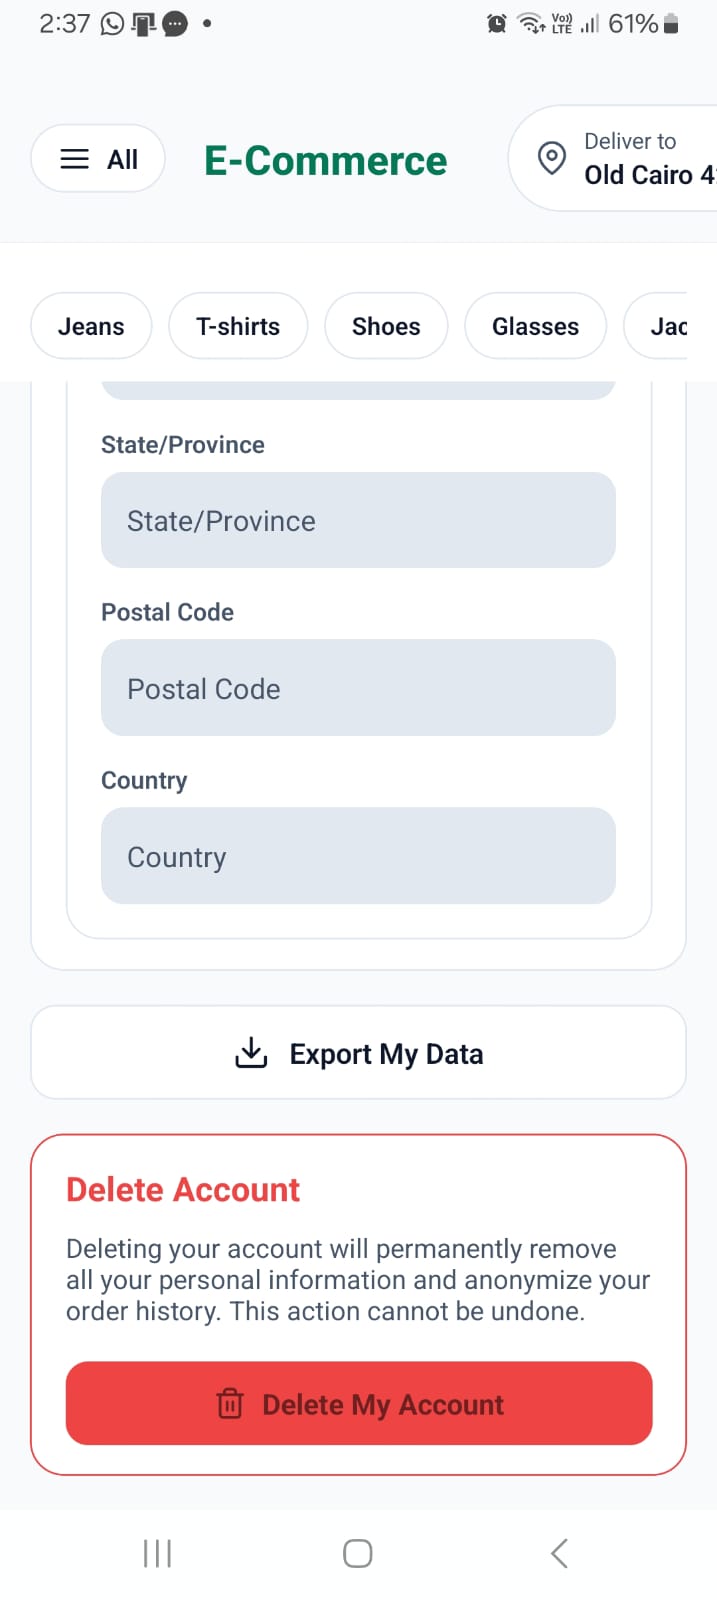 2:37
Vo))
LTE
61%
All
E-Commerce
Deliver to
Old Cairo 4
Jeans
T-shirts
Shoes
Glasses
Jac
State/Province
State/Province
Postal Code
Postal Code
Country
Country
Export My Data
Delete Account
Deleting your account will permanently remove
all your personal information and anonymize your
order history. This action cannot be undone.
Delete My Account